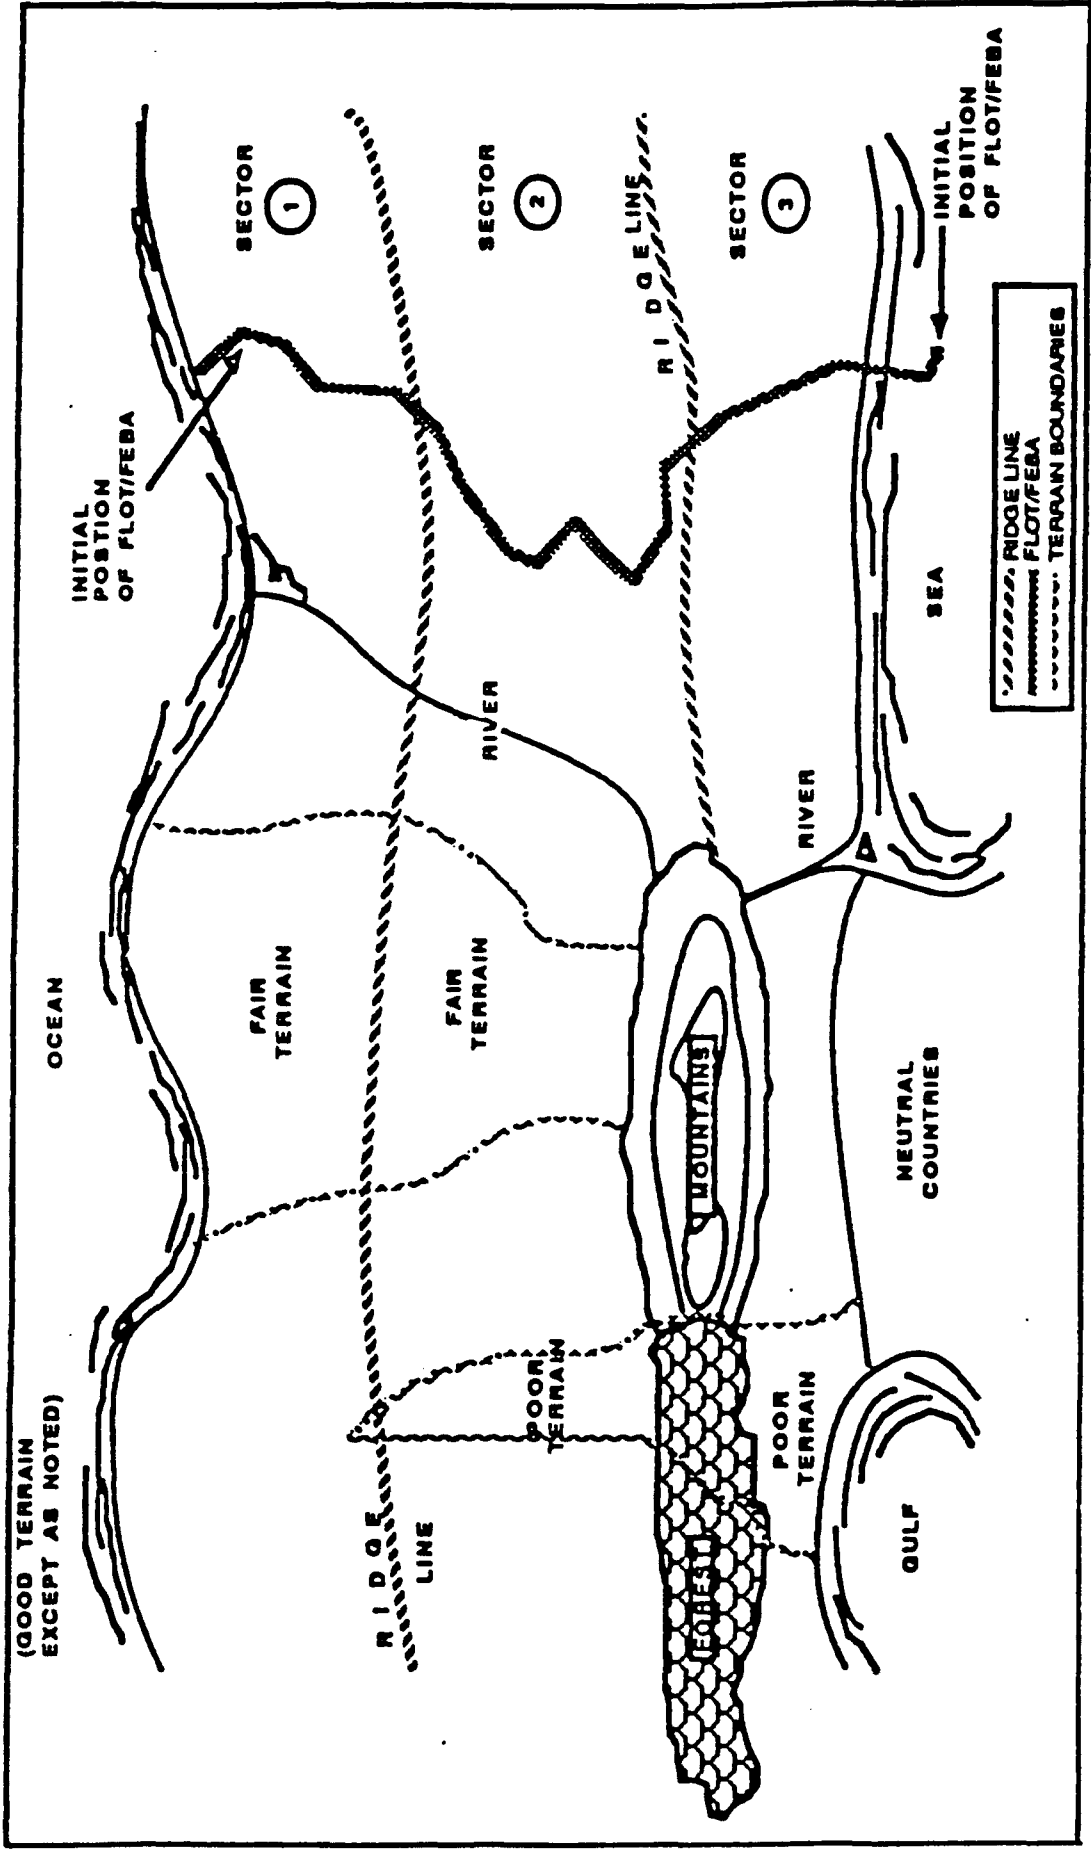 (GOOD TERRAIN
EXCEPT AS NOTED)
OCEAN
INITIAL
POSTION
OF FLOT/FEBA
SECTOR
1
FAIR
TERRAIN
RIDGE
LINE
FAIR
TERRAIN
RIVER
SECTOR
2
POOR
TERRAIN
RIDGE LINE
FOREST
MOUNTAINS
SECTOR
3
POOR
TERRAIN
RIVER
GULF
NEUTRAL
COUNTRIES
SEA
INITIAL
POSITION
OF FLOT/FEBA
RIDGE LINE
FLOT/FEBA
TERRAIN BOUNDARIES